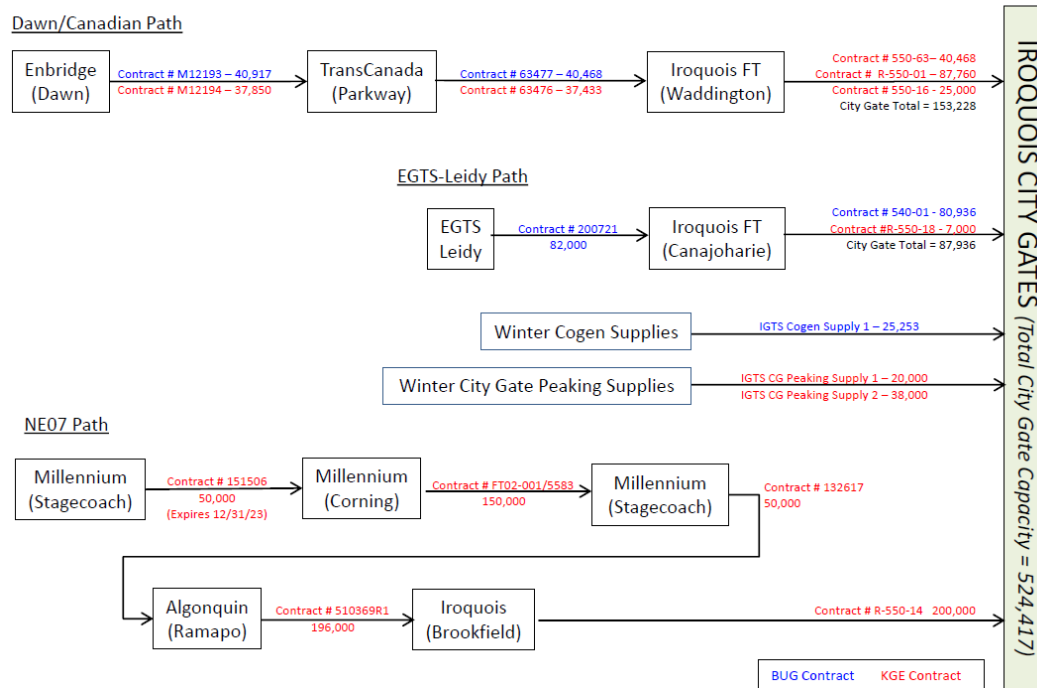 Dawn/Canadian Path
Enbridge
(Dawn)
Contract # M12193 – 40,917
Contract # M12194 – 37,850
TransCanada
(Parkway)
Contract # 63477 – 40,468
Contract # 63476 – 37,433
Iroquois FT
(Waddington)
Contract # 550-63– 40,468
Contract # R-550-01 – 87,760
Contract # 550-16 - 25,000
City Gate Total = 153,228
EGTS-Leidy Path
EGTS
Leidy
Contract # 200721
82,000
Iroquois FT
(Canajoharie)
Contract # 540-01 - 80,936
Contract #R-550-18 - 7,000
City Gate Total = 87,936
Winter Cogen Supplies
IGTS Cogen Supply 1 – 25,253
Winter City Gate Peaking Supplies
IGTS CG Peaking Supply 1 – 20,000
IGTS CG Peaking Supply 2 – 38,000
NE07 Path
Millennium
(Stagecoach)
Contract # 151506
50,000
(Expires 12/31/23)
Millennium
(Corning)
Contract # FT02-001/5583
150,000
Millennium
(Stagecoach)
Contract # 132617
50,000
Algonquin
(Ramapo)
Contract # 510369R1
196,000
Iroquois
(Brookfield)
Contract # R-550-14 200,000
IROQUOIS CITY GATES (Total City Gate Capacity = 524,417)
BUG Contract KGE Contract